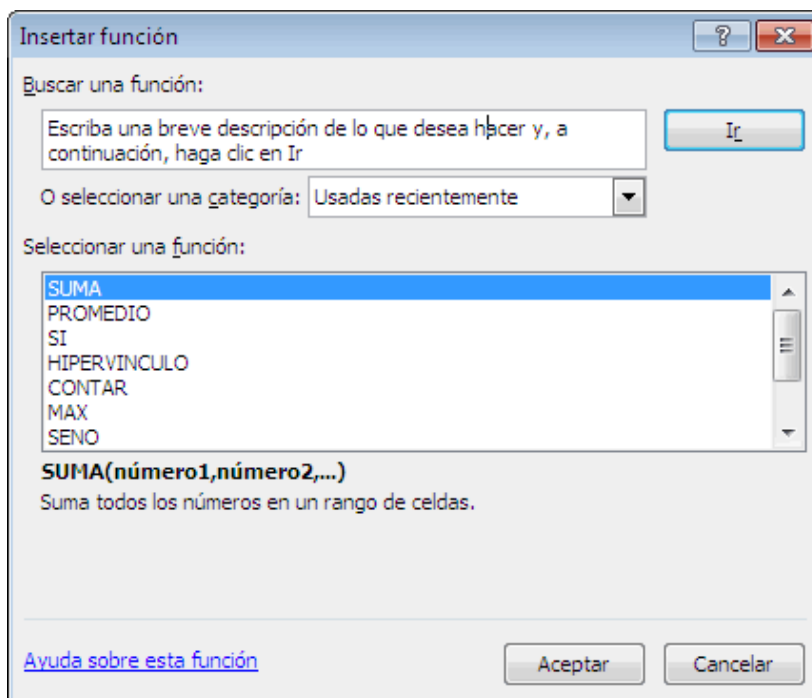 Insertar función
Buscar una función:
Escriba una breve descripción de lo que desea hacer y, a
continuación, haga clic en Ir
Ir
O seleccionar una categoría: Usadas recientemente
Seleccionar una función:
SUMA
PROMEDIO
SI
HIPERVINCULO
CONTAR
MAX
SENO
SUMA(número1,número2,...)
Suma todos los números en un rango de celdas.
Ayuda sobre esta función
Aceptar
Cancelar